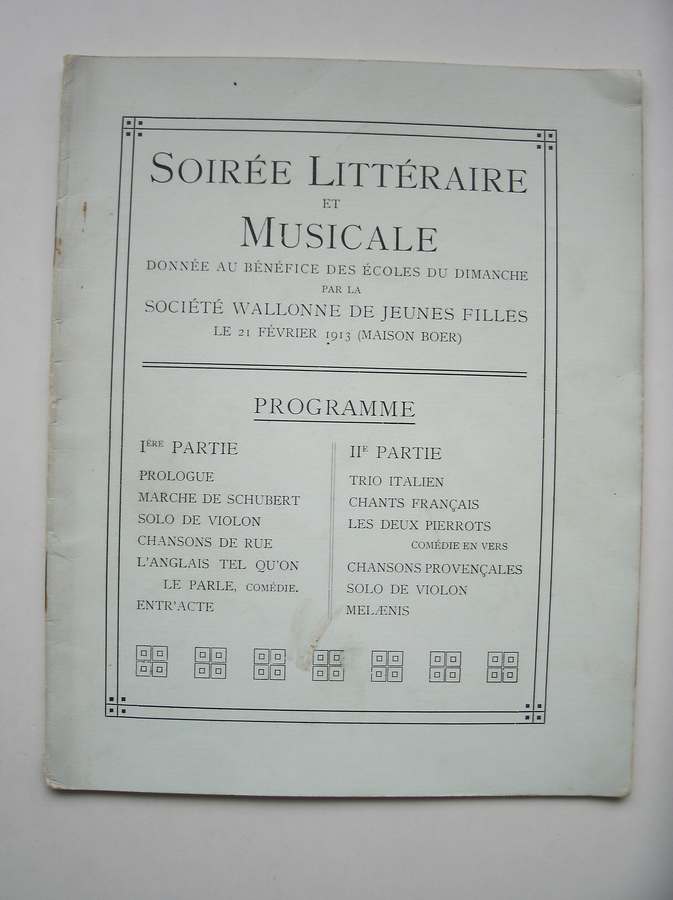 SOIRÉE LITTÉRAIRE
ET
MUSICALE
DONNÉE AU BÉNÉFICE DES ÉCOLES DU DIMANCHE
PAR LA
SOCIÉTÉ WALLONNE DE JEUNES FILLES
LE 21 FÉVRIER 1913 (MAISON BOER)
PROGRAMME
IÈRE PARTIE
PROLOGUE
MARCHE DE SCHUBERT
SOLO DE VIOLON
CHANSONS DE RUE
L'ANGLAIS TEL QU'ON
LE PARLE, COMÉDIE.
ENTR'ACTE
IIE PARTIE
TRIO ITALIEN
CHANTS FRANÇAIS
LES DEUX PIERROTS
COMÉDIE EN VERS
CHANSONS PROVENÇALES
SOLO DE VIOLON
MELÆNIS